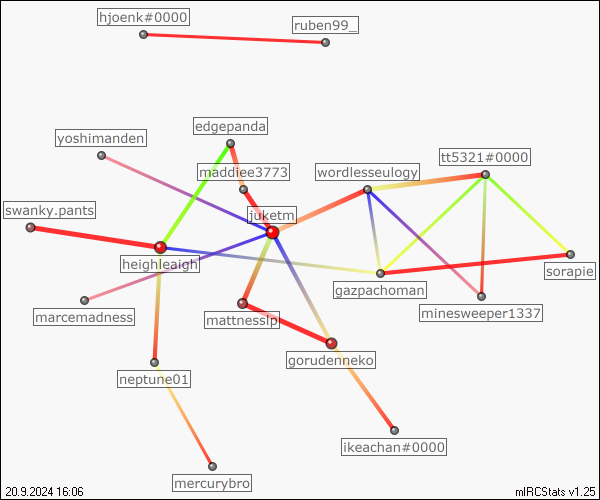 hjoenk#0000
ruben99_
edgepanda
yoshimanden
tt5321#0000
maddiee3773
wordlesseulogy
swanky.pants
juketm
heighleaigh
sorapie
gazpachoman
marcemadness
mattnesslp
minesweeper1337
gorudenneko
neptune01
ikeachan#0000
mercurybro
20.9.2024 16:06
mIRCStats v1.25